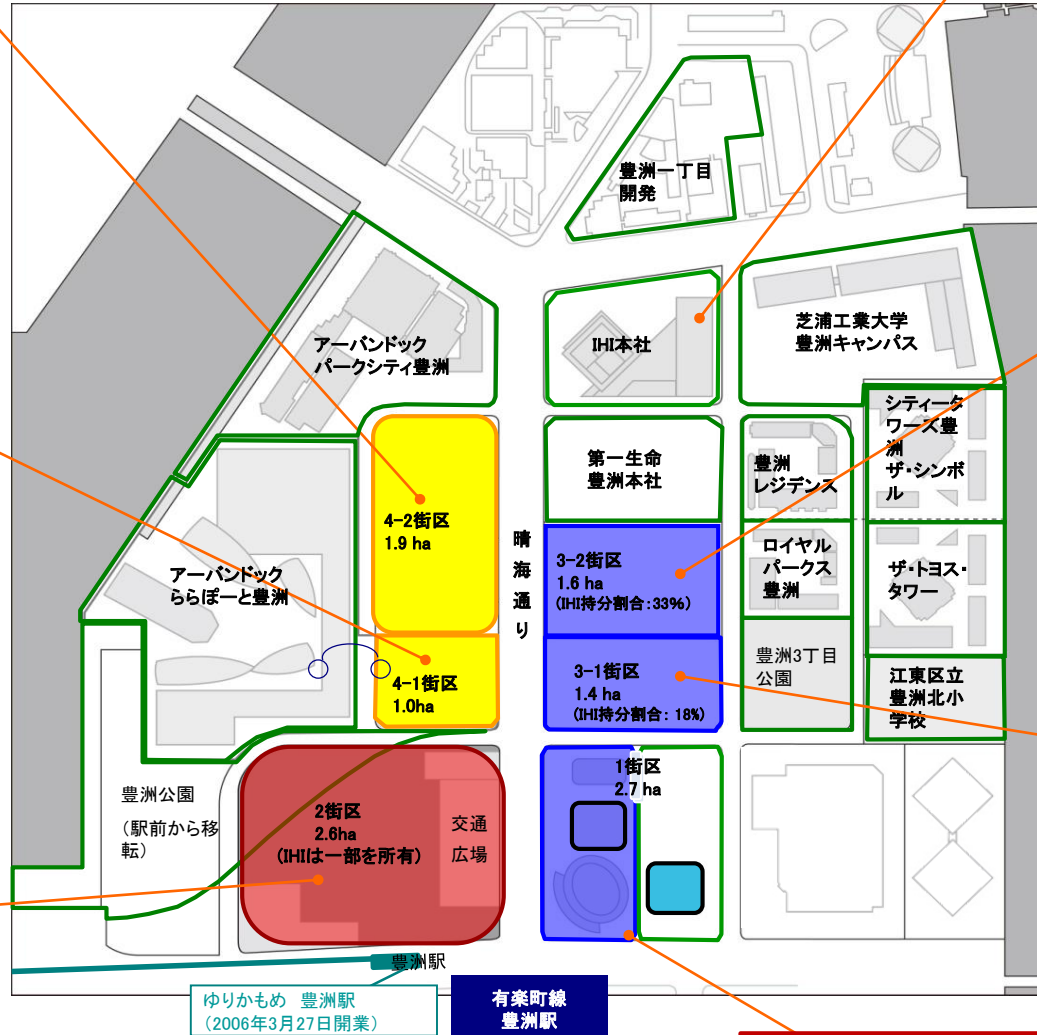 豊洲一丁目
開発
IHI本社
芝浦工業大学
豊洲キャンパス
アーバンドック
パークシティ豊洲
シティータ
ワーズ豊
洲
ザ・シンボ
ル
第一生命
豊洲本社
豊洲
レジデンス
4-2街区
1.9 ha
晴海通り
3-2街区
1.6 ha
(IHI持分割合:33%)
ロイヤル
パークス
豊洲
ザ・トヨス・
タワー
アーバンドック
ららぽーと豊洲
4-1街区
1.0ha
3-1街区
1.4 ha
(IHI持分割合: 18%)
豊洲3丁目
公園
江東区立
豊洲北小
学校
豊洲公園
(駅前から移
転)
2街区
2.6ha
(IHIは一部を所有)
交通
広場
1街区
2.7 ha
豊洲駅
ゆりかもめ 豊洲駅
(2006年3月27日開業)
有楽町線
豊洲駅